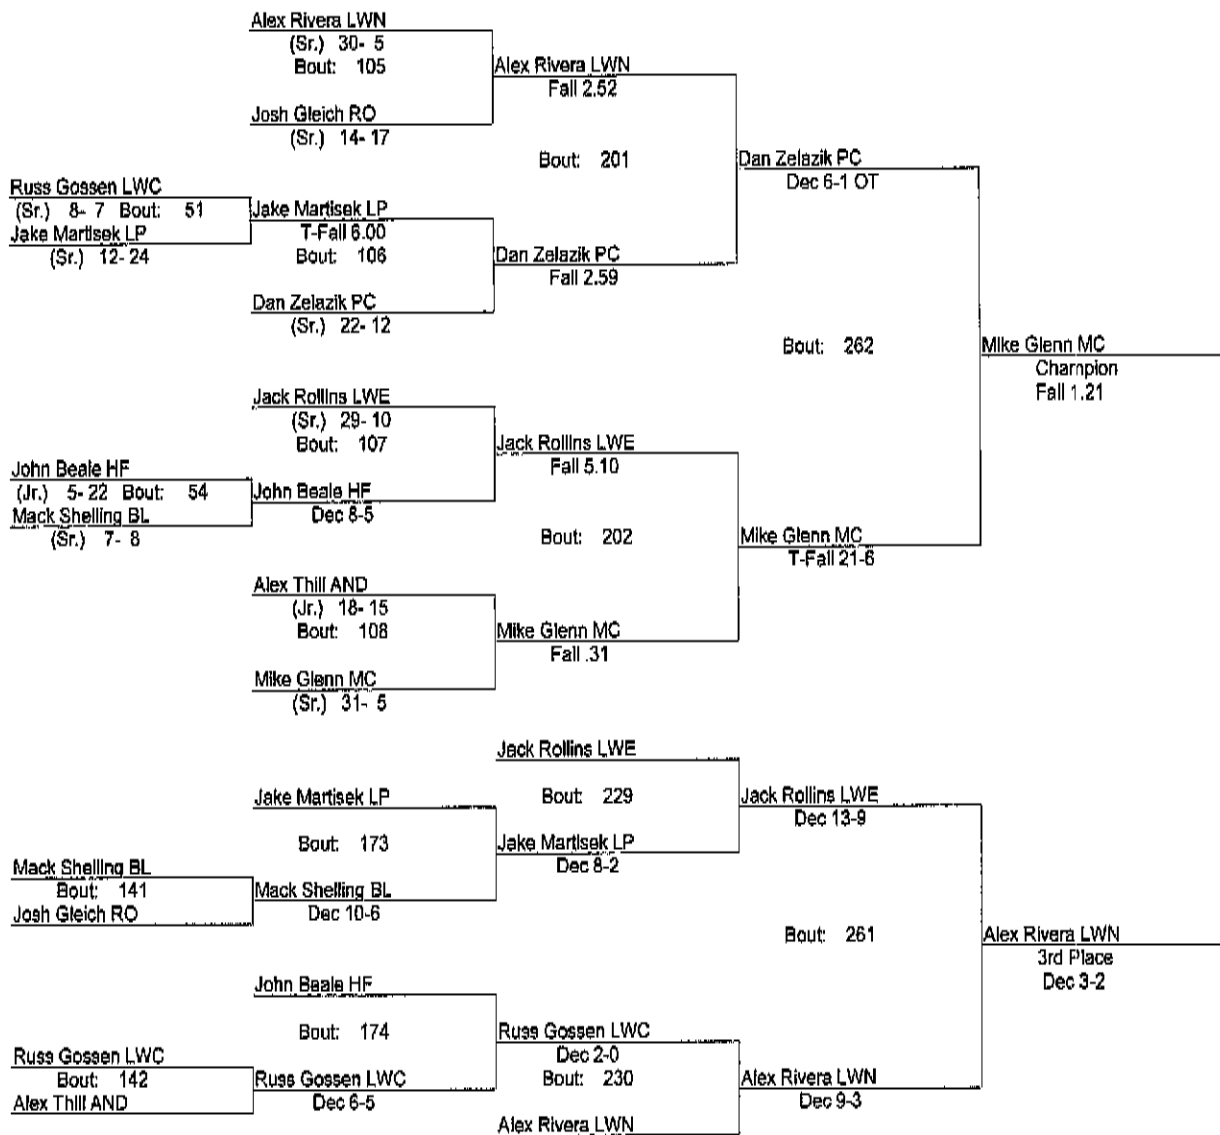 Alex Rivera LWN
(Sr.) 30- 5
Bout: 105
Alex Rivera LWN
Fall 2.52
Josh Gleich RO
(Sr.) 14- 17
Bout: 201
Dan Zelazik PC
Dec 6-1 OT
Russ Gossen LWC
(Sr.) 8- 7 Bout: 51
Jake Martisek LP
(Sr.) 12- 24
Jake Martisek LP
T-Fall 6.00
Bout: 106
Dan Zelazik PC
Fall 2.59
Dan Zelazik PC
(Sr.) 22- 12
Bout: 262
Mike Glenn MC
Champion
Fall 1.21
Jack Rollins LWE
(Sr.) 29- 10
Bout: 107
Jack Rollins LWE
Fall 5.10
John Beale HF
(Jr.) 5- 22 Bout: 54
Mack Shelling BL
(Sr.) 7- 8
John Beale HF
Dec 8-5
Bout: 202
Mike Glenn MC
T-Fall 21-6
Alex Thill AND
(Jr.) 18- 15
Bout: 108
Mike Glenn MC
Fall .31
Mike Glenn MC
(Sr.) 31- 5
Jack Rollins LWE
Bout: 229
Jack Rollins LWE
Dec 13-9
Jake Martisek LP
Bout: 173
Jake Martisek LP
Dec 8-2
Mack Shelling BL
Bout: 141
Josh Gleich RO
Mack Shelling BL
Dec 10-6
Bout: 261
Alex Rivera LWN
3rd Place
Dec 3-2
John Beale HF
Bout: 174
Russ Gossen LWC
Dec 2-0
Bout: 230
Russ Gossen LWC
Bout: 142
Alex Thill AND
Russ Gossen LWC
Dec 6-5
Alex Rivera LWN
Dec 9-3
Alex Rivera LWN